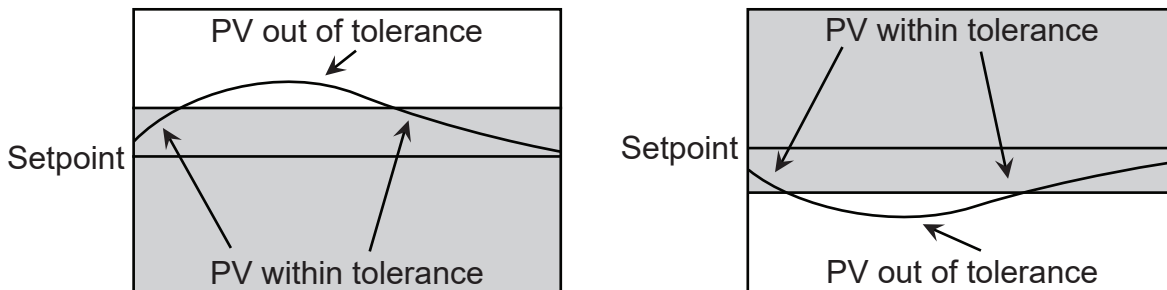 PV out of tolerance
Setpoint
PV within tolerance
PV within tolerance
Setpoint
PV out of tolerance